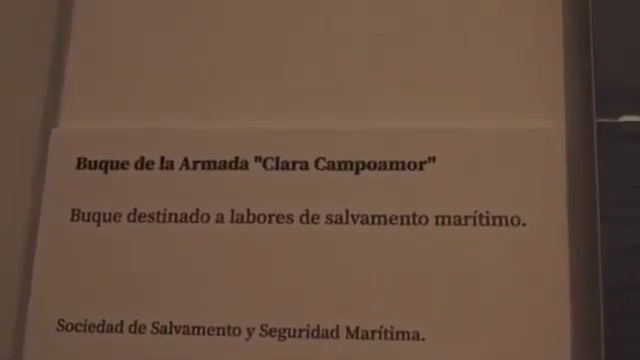 Buque de la Armada "Clara Campoamor"
Buque destinado a labores de salvamento marítimo.
Sociedad de Salvamento y Seguridad Marítima.